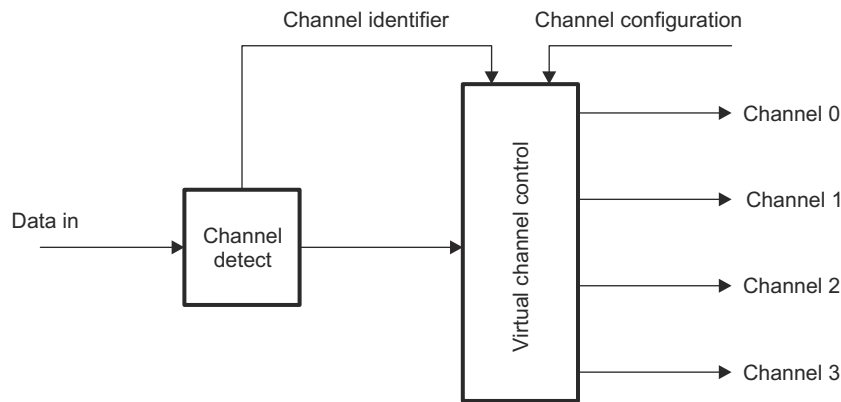 Channel identifier
Channel configuration
Channel 0
Channel 1
Data in
Channel
detect
Virtual channel control
Channel 2
Channel 3